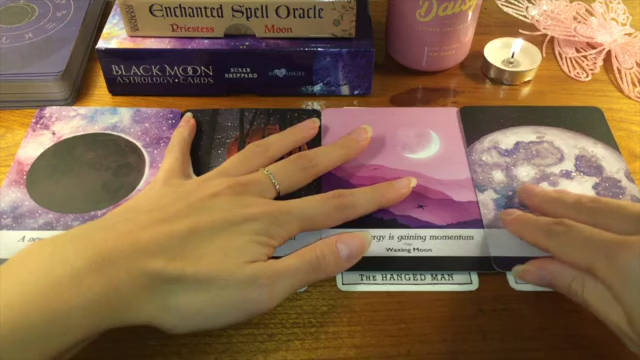 Enchanted Spell Oracle
Priestess Moon
BLACK MOON
ASTROLOGY CARDS
SUSAN SHEPPARD
Daisy
energy is gaining momentum
Waxing Moon
THE HANGED MAN